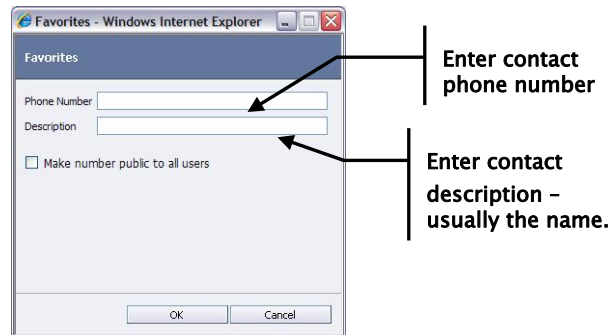 Favorites - Windows Internet Explorer
Favorites
Phone Number
Description
Make number public to all users
OK
Cancel
Enter contact
phone number
Enter contact
description –
usually the name.